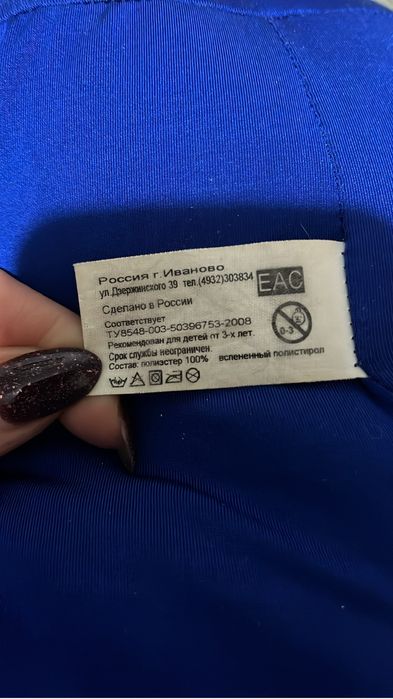 Россия г.Иваново
ул.Дзержинского 39 тел.(4932)303834
EAC
Сделано в России
Соответствует
ТУ8548-003-50396753-2008
0-3
Рекомендован для детей от 3-х лет.
Срок службы неограничен.
Состав: полиэстер 100% вспененный полистирол